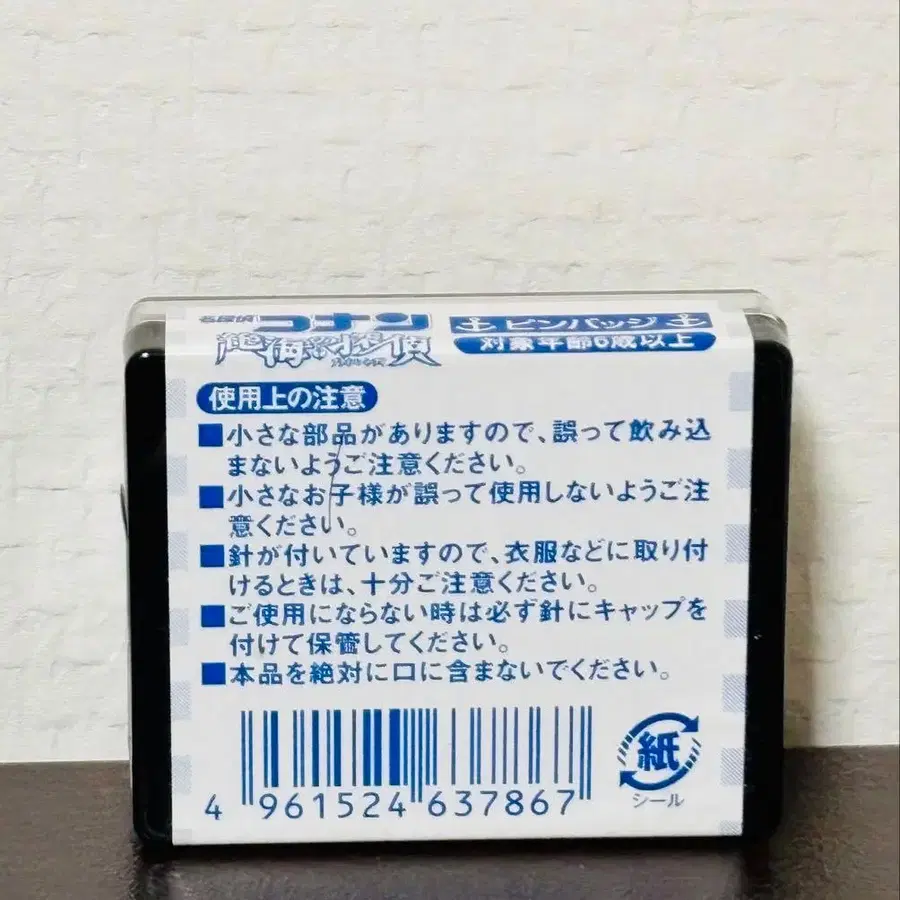 名探偵 コナン
絶海の探偵
⚓ピンバッジ⚓
対象年齢6歳以上
使用上の注意
■小さな部品がありますので、誤って飲み込
まないようご注意ください。
■小さなお子様が誤って使用しないようご注
意ください。
■針が付いていますので、衣服などに取り付
けるときは、十分ご注意ください。
■ご使用にならない時は必ず針にキャップを
付けて保管してください。
■本品を絶対に口に含まないでください。
4 961524 637867
紙
シール